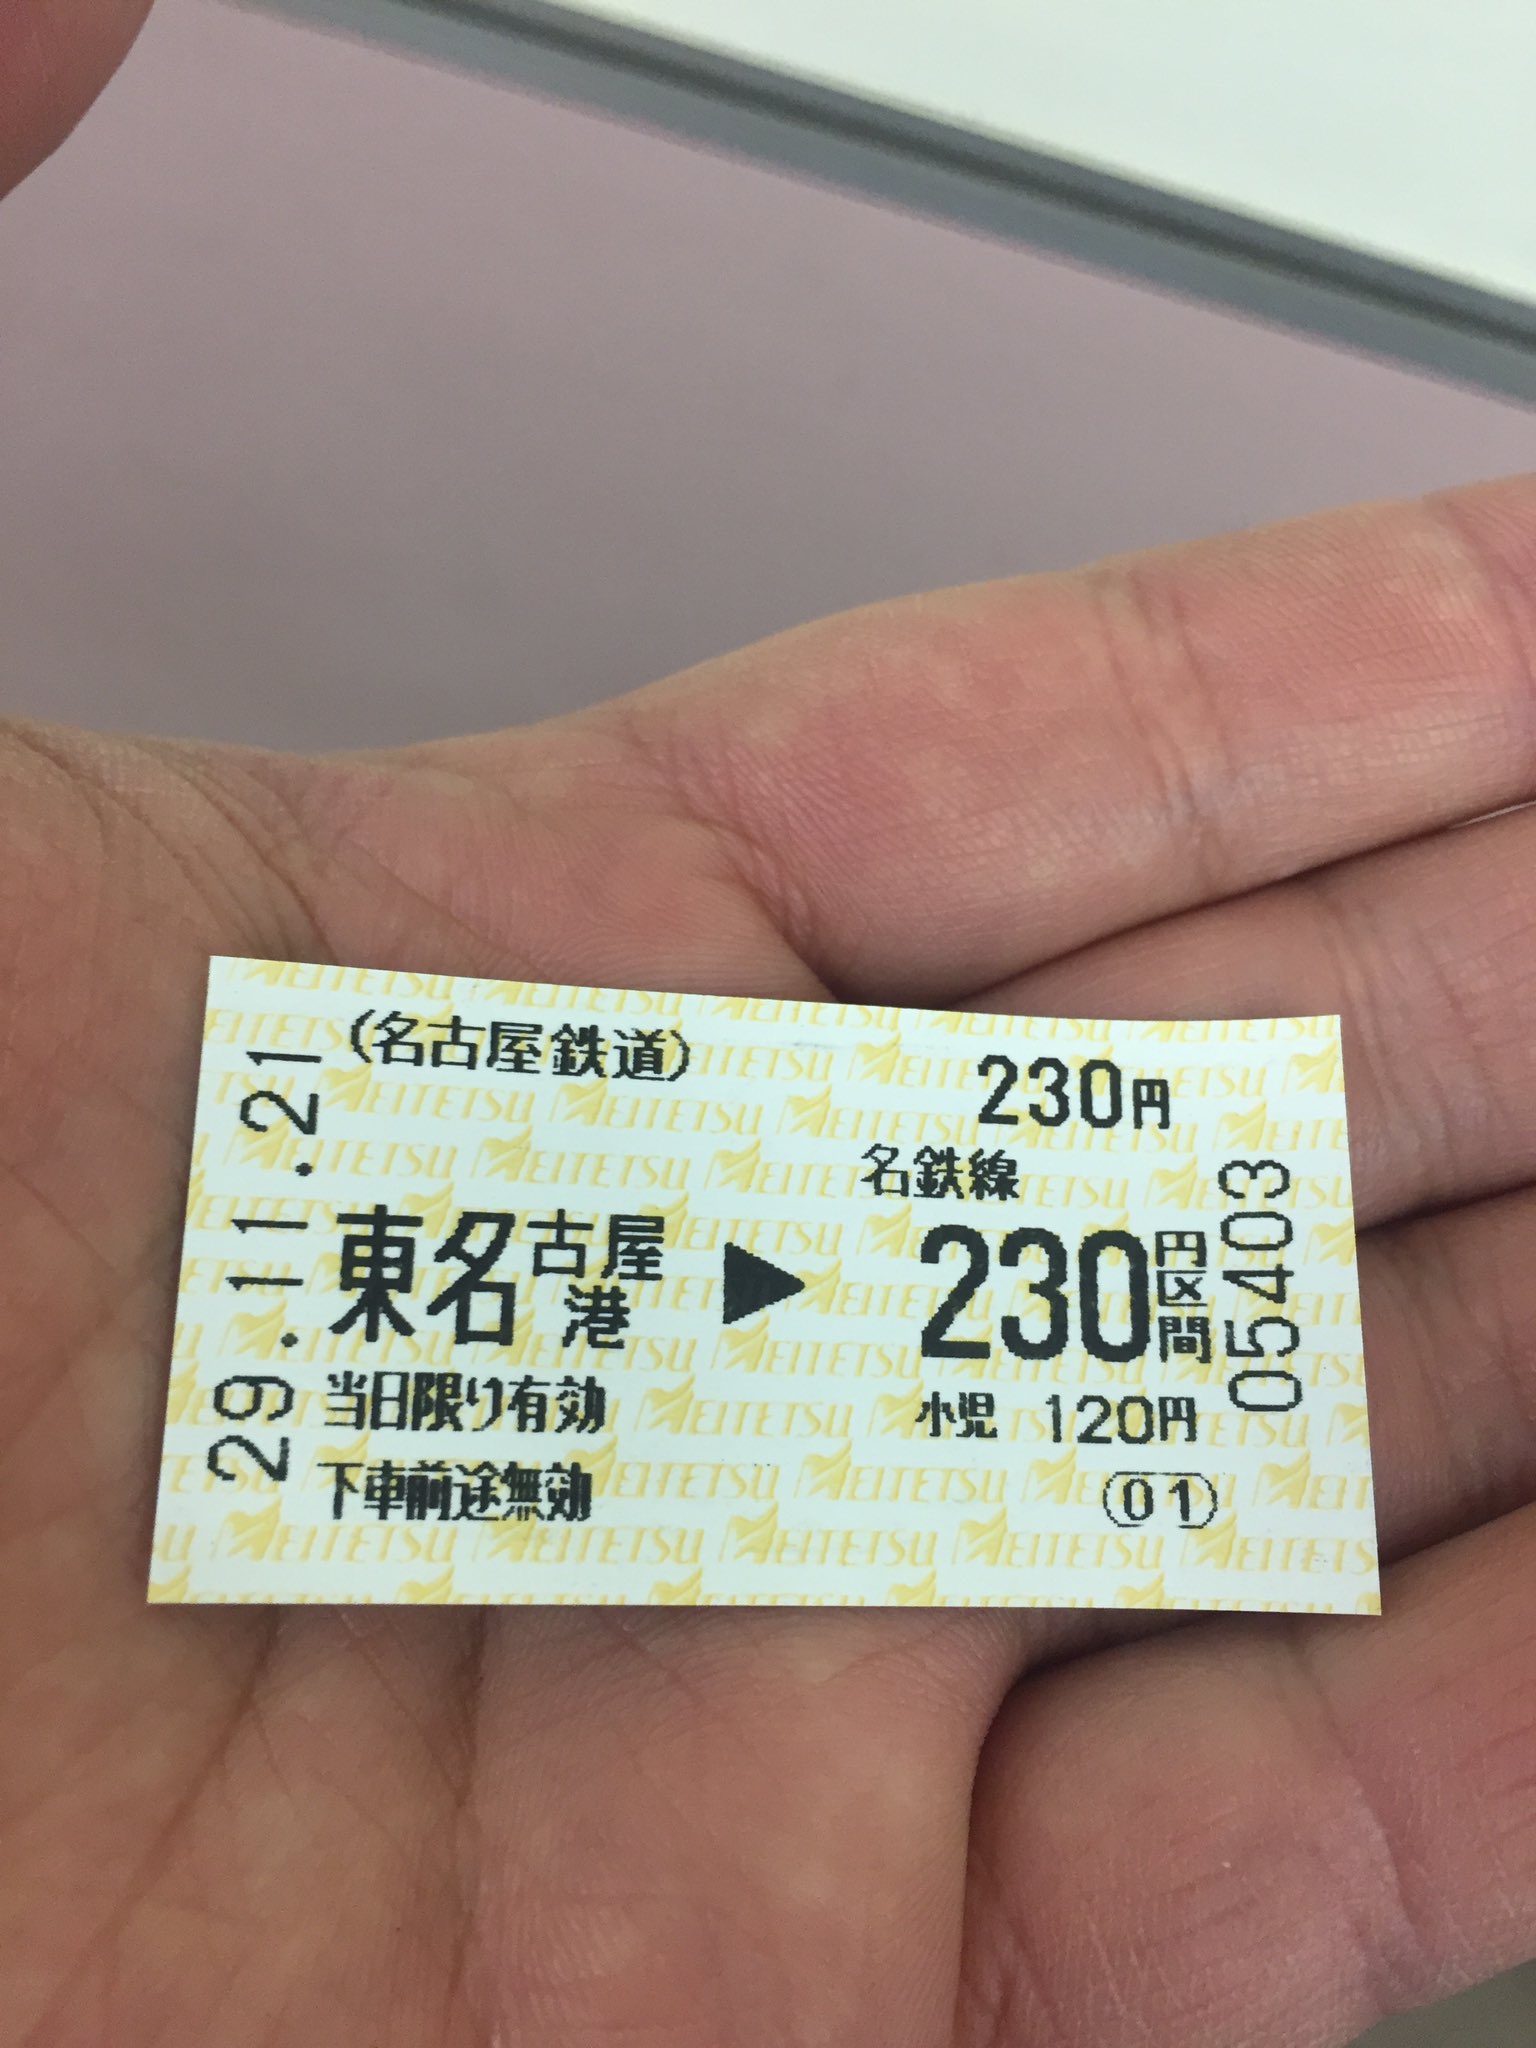 (名古屋鉄道)
230円
名鉄線
東名古屋港▶230円区間
当日限り有効
小児 120円
下車前途無効
01
29.11.21
05403
MEITETSU